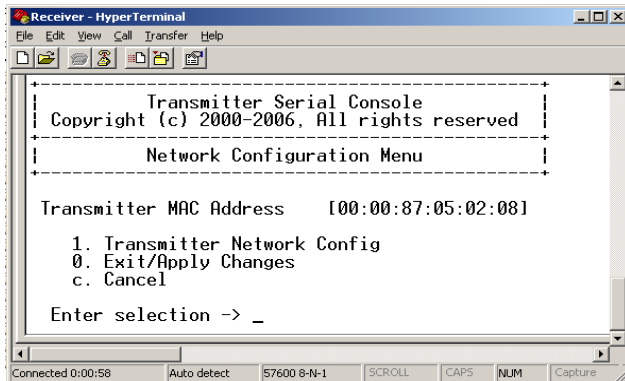 Receiver - HyperTerminal
File Edit View Call Transfer Help
Transmitter Serial Console
Copyright (c) 2000-2006, All rights reserved
Network Configuration Menu
Transmitter MAC Address [00:00:87:05:02:08]
1. Transmitter Network Config
0. Exit/Apply Changes
c. Cancel
Enter selection -> _
Connected 0:00:58 Auto detect 57600 8-N-1 SCROLL CAPS NUM Capture